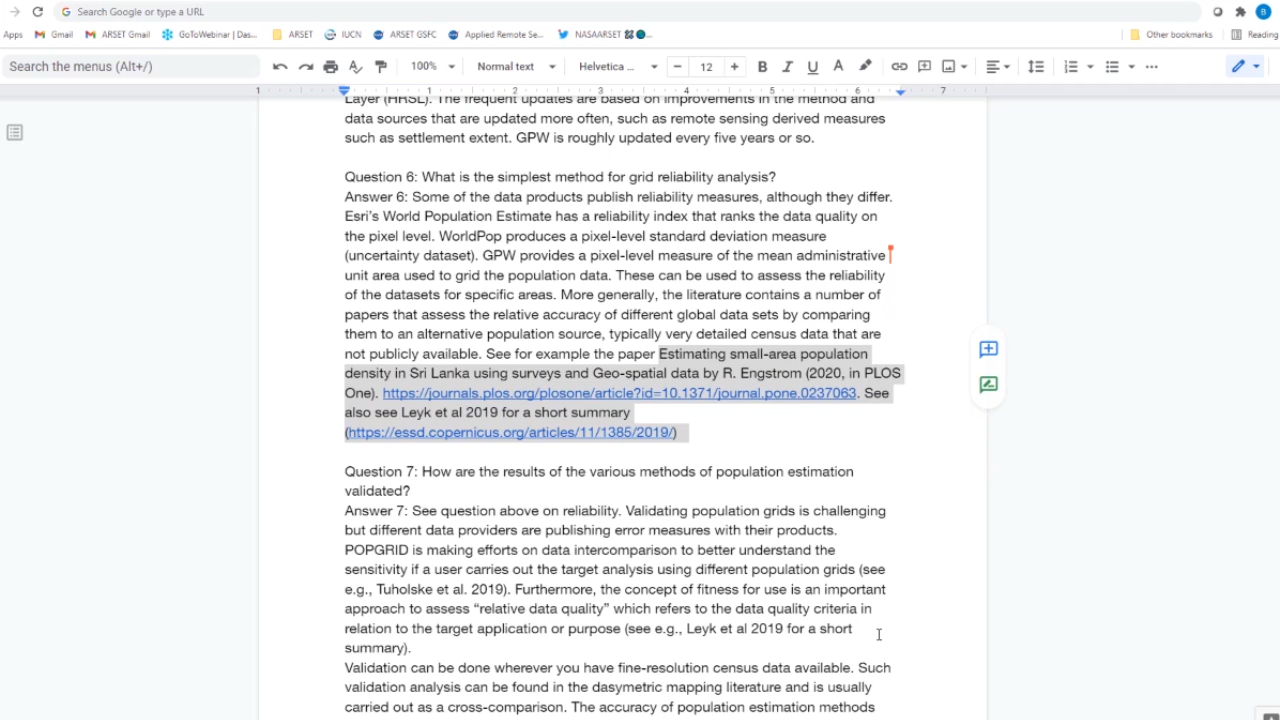 Search Google or type a URL
B
Apps
Gmail
ARSET Gmail
GoToWebinar | Das...
ARSET
IUCN
ARSET GSFC
Applied Remote Se...
NASAARSET
Other bookmarks
Reading
Search the menus (Alt+/)
100%
Normal text
Helvetica ...
12
B
I
U
A
1
1
2
3
4
5
6
7
Layer (HRSL). The frequent updates are based on improvements in the method and
data sources that are updated more often, such as remote sensing derived measures
such as settlement extent. GPW is roughly updated every five years or so.
Question 6: What is the simplest method for grid reliability analysis?
Answer 6: Some of the data products publish reliability measures, although they differ.
Esri's World Population Estimate has a reliability index that ranks the data quality on
the pixel level. WorldPop produces a pixel-level standard deviation measure
(uncertainty dataset). GPW provides a pixel-level measure of the mean administrative
unit area used to grid the population data. These can be used to assess the reliability
of the datasets for specific areas. More generally, the literature contains a number of
papers that assess the relative accuracy of different global data sets by comparing
them to an alternative population source, typically very detailed census data that are
not publicly available. See for example the paper Estimating small-area population
density in Sri Lanka using surveys and Geo-spatial data by R. Engstrom (2020, in PLOS
One). https://journals.plos.org/plosone/article?id=10.1371/journal.pone.0237063. See
also see Leyk et al 2019 for a short summary
(https://essd.copernicus.org/articles/11/1385/2019/)
Question 7: How are the results of the various methods of population estimation
validated?
Answer 7: See question above on reliability. Validating population grids is challenging
but different data providers are publishing error measures with their products.
POPGRID is making efforts on data intercomparison to better understand the
sensitivity if a user carries out the target analysis using different population grids (see
e.g., Tuholske et al. 2019). Furthermore, the concept of fitness for use is an important
approach to assess “relative data quality” which refers to the data quality criteria in
relation to the target application or purpose (see e.g., Leyk et al 2019 for a short
summary).
Validation can be done wherever you have fine-resolution census data available. Such
validation analysis can be found in the dasymetric mapping literature and is usually
carried out as a cross-comparison. The accuracy of population estimation methods